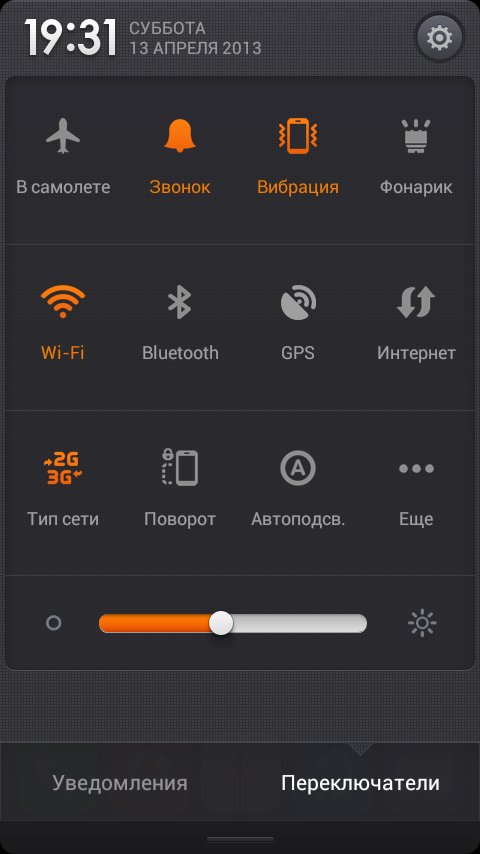 19:31
СУББОТА
13 АПРЕЛЯ 2013
В самолете
Звонок
Вибрация
Фонарик
Wi-Fi
Bluetooth
GPS
Интернет
2G
3G
A
Тип сети
Поворот
Автоподсв.
Еще
Уведомления
Переключатели